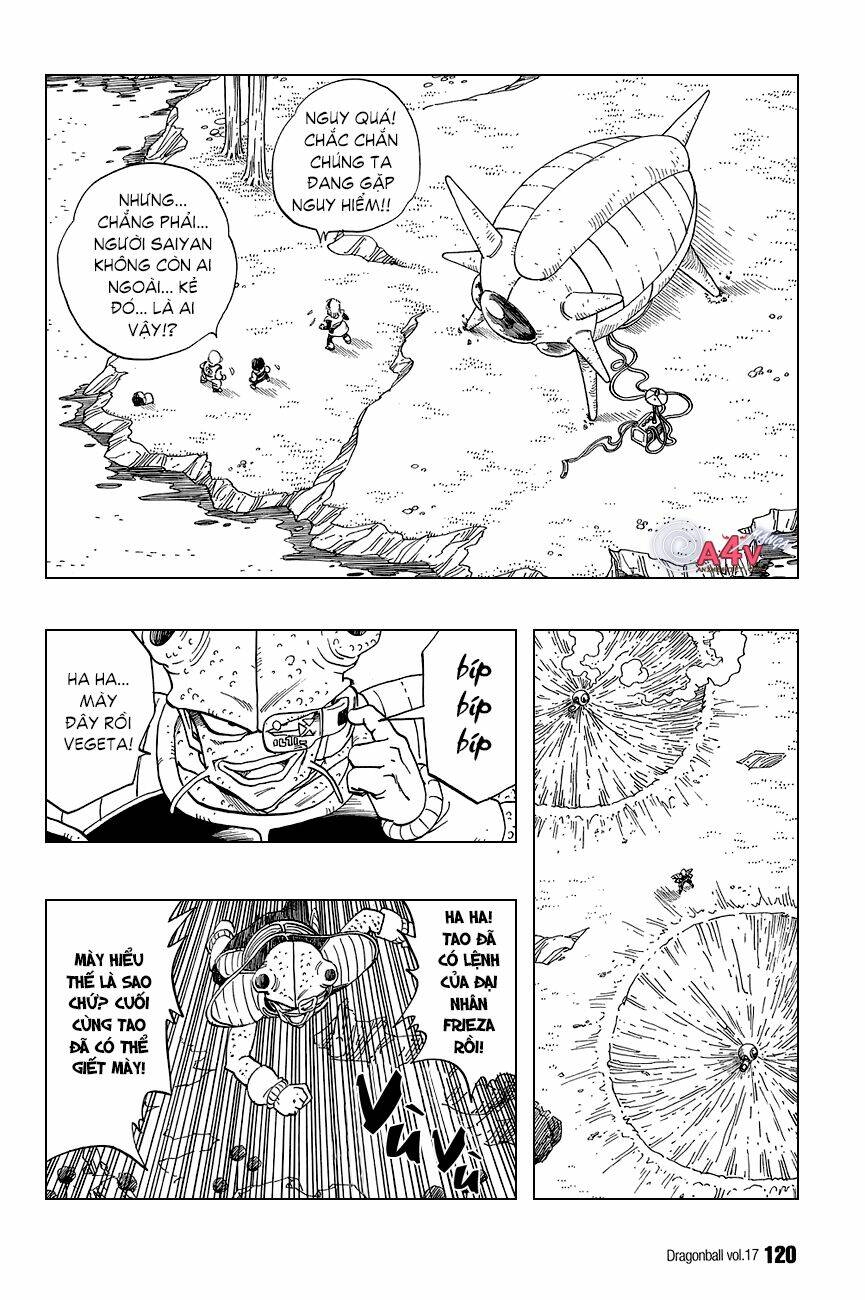 NGUY QUÁ!
CHẮC CHẮN
CHÚNG TA
ĐANG GẶP
NGUY HIỂM!!
NHƯNG...
CHẲNG PHẢI...
NGƯỜI SAIYAN
KHÔNG CÒN AI
NGOÀI... KẺ
ĐÓ... LÀ AI
VẬY!?
A4V
HA HA...
MÀY
ĐÂY RỒI
VEGETA!
bíp
bíp
bíp
HA HA!
TAO ĐÃ
CÓ LỆNH
CỦA ĐẠI
NHÂN
FRIEZA
RỒI!
MÀY HIỂU
THẾ LÀ SAO
CHỨ? CUỐI
CÙNG TAO
ĐÃ CÓ THỂ
GIẾT MÀY!
VÙ VÙ
Dragonball vol.17 120